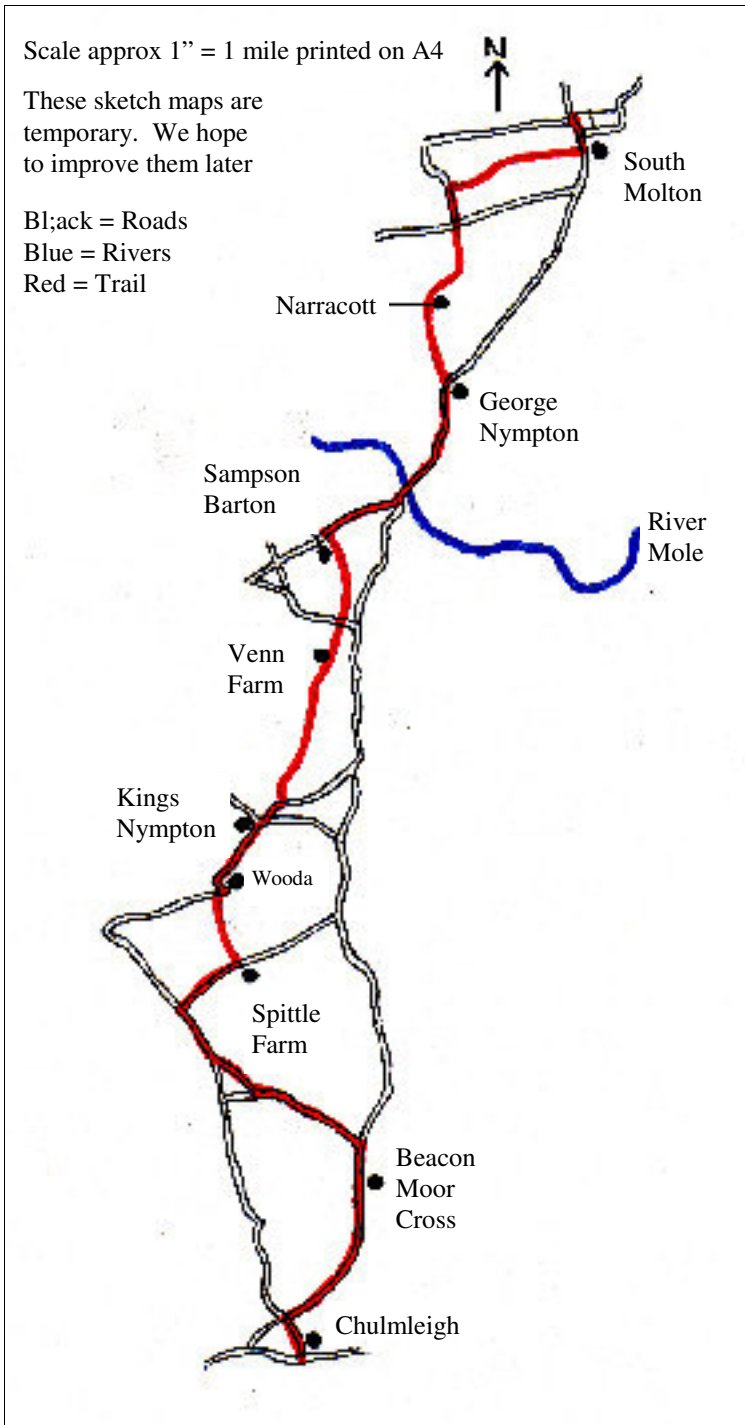 Scale approx 1” = 1 mile printed on A4
These sketch maps are
temporary. We hope
to improve them later
Bl;ack = Roads
Blue = Rivers
Red = Trail
N
South
Molton
Narracott
George
Nympton
Sampson
Barton
River
Mole
Venn
Farm
Kings
Nympton
Wooda
Spittle
Farm
Beacon
Moor
Cross
Chulmleigh